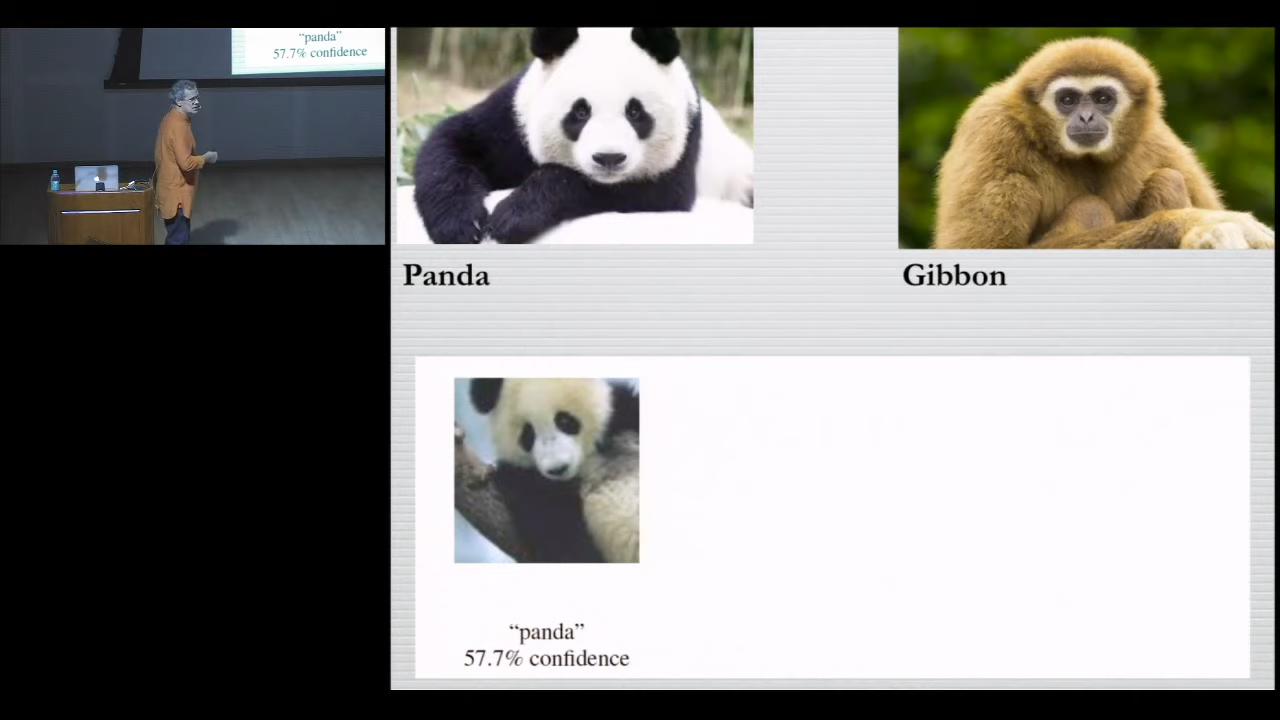 “panda”
57.7% confidence
Panda
Gibbon
“panda”
57.7% confidence